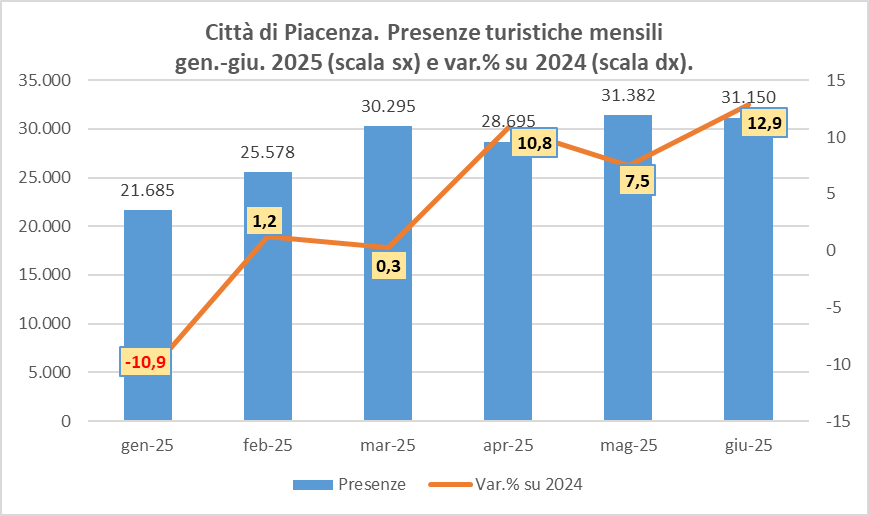 Città di Piacenza. Presenze turistiche mensili
gen.-giu. 2025 (scala sx) e var.% su 2024 (scala dx).
35.000
30.000
25.000
20.000
15.000
10.000
5.000
0
15
10
5
0
-5
-10
-15
21.685
25.578
30.295
28.695
31.382
31.150
-10,9
1,2
0,3
10,8
7,5
12,9
gen-25
feb-25
mar-25
apr-25
mag-25
giu-25
Presenze
Var.% su 2024